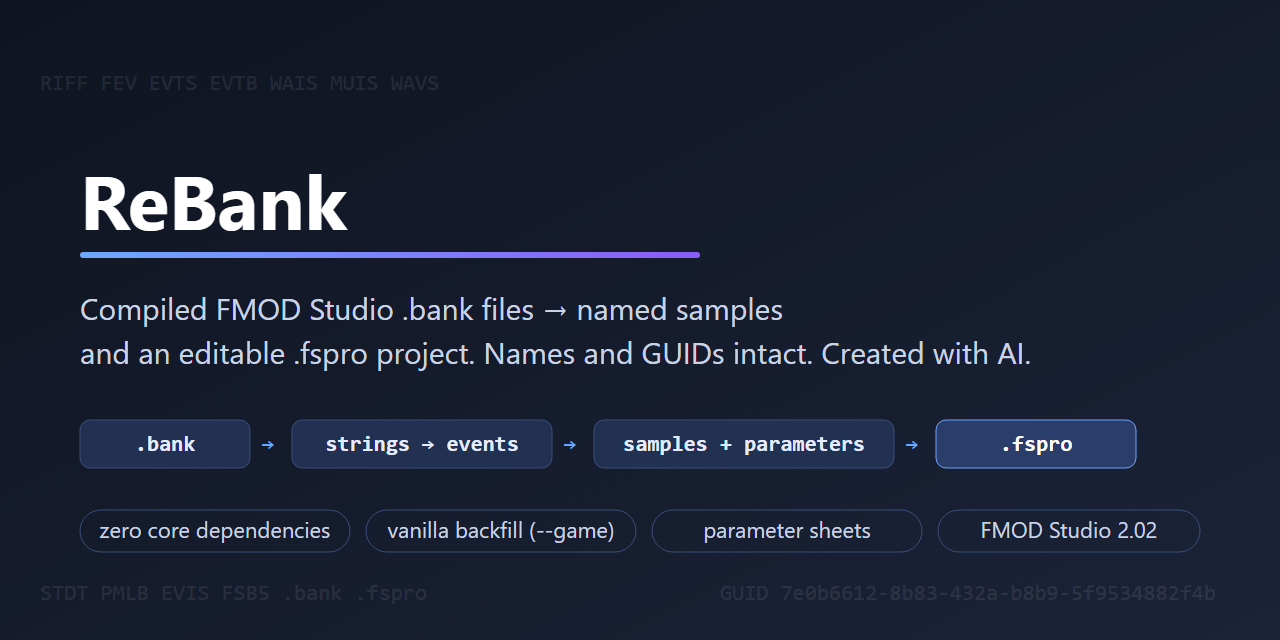 RIFF FEV EVTS EVTB WAIS MUIS WAVS
ReBank
Compiled FMOD Studio .bank files → named samples
and an editable .fspro project. Names and GUIDs intact. Created with AI.
.bank → strings → events → samples + parameters → .fspro
zero core dependencies vanilla backfill (--game) parameter sheets FMOD Studio 2.02
STDT PMLB EVIS FSB5 .bank .fspro GUID 7e0b6612-8b83-432a-b8b9-5f9534882f4b